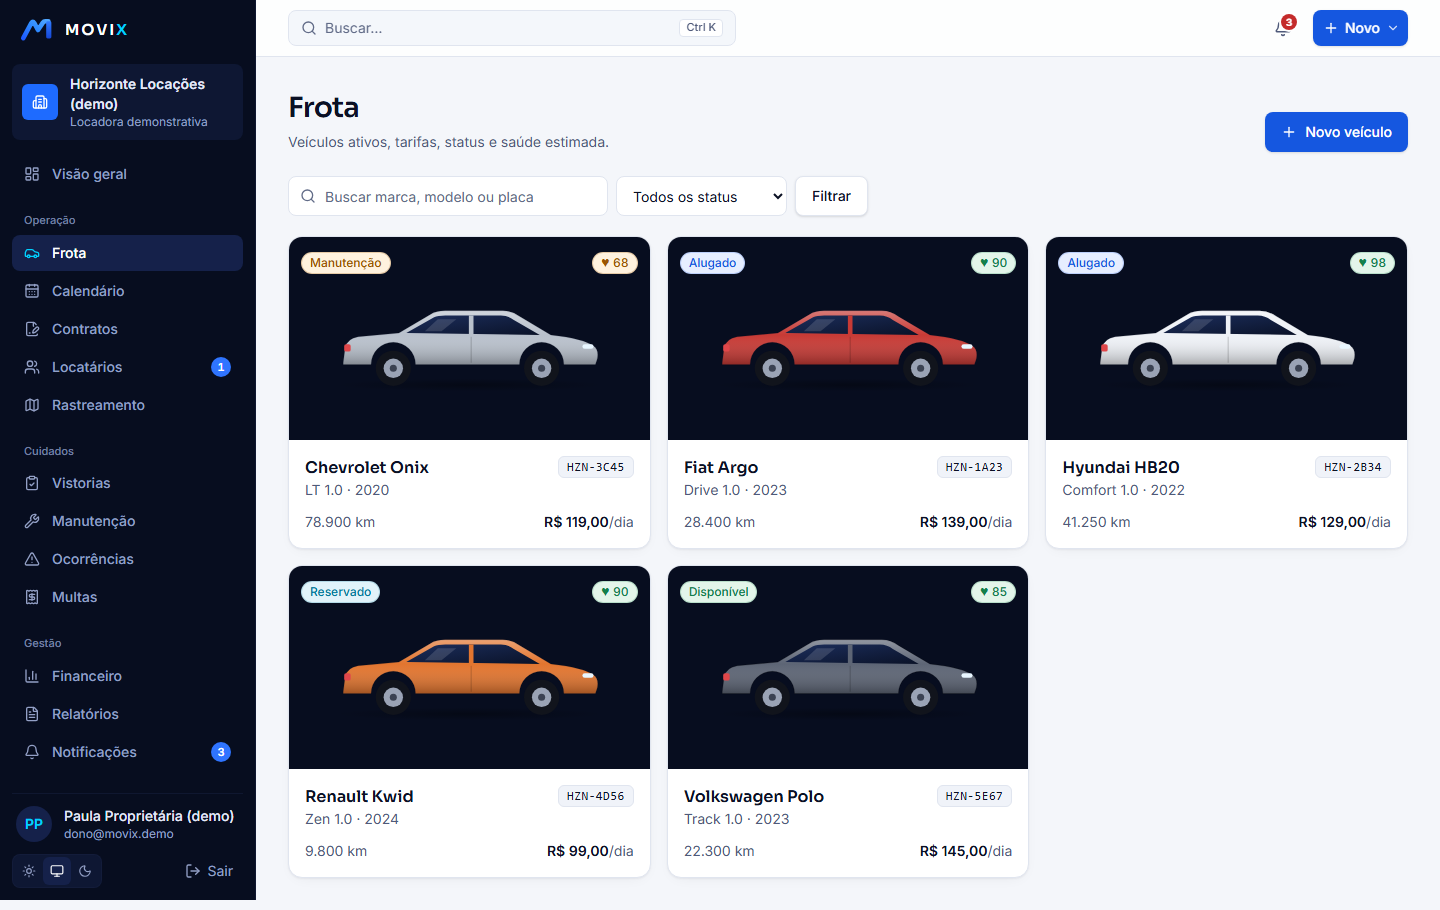 MOVIX
Horizonte Locações
(demo)
Locadora demonstrativa
Visão geral
Operação
Frota
Calendário
Contratos
Locatários
1
Rastreamento
Cuidados
Vistorias
Manutenção
Ocorrências
Multas
Gestão
Financeiro
Relatórios
Notificações
3
PP
Paula Proprietária (demo)
dono@movix.demo
Sair
Buscar...
Ctrl K
3
Novo
Frota
Veículos ativos, tarifas, status e saúde estimada.
Novo veículo
Buscar marca, modelo ou placa
Todos os status
Filtrar
Manutenção
♥ 68
Chevrolet Onix
HZN-3C45
LT 1.0 · 2020
78.900 km
R$ 119,00/dia
Alugado
♥ 90
Fiat Argo
HZN-1A23
Drive 1.0 · 2023
28.400 km
R$ 139,00/dia
Alugado
♥ 98
Hyundai HB20
HZN-2B34
Comfort 1.0 · 2022
41.250 km
R$ 129,00/dia
Reservado
♥ 90
Renault Kwid
HZN-4D56
Zen 1.0 · 2024
9.800 km
R$ 99,00/dia
Disponível
♥ 85
Volkswagen Polo
HZN-5E67
Track 1.0 · 2023
22.300 km
R$ 145,00/dia